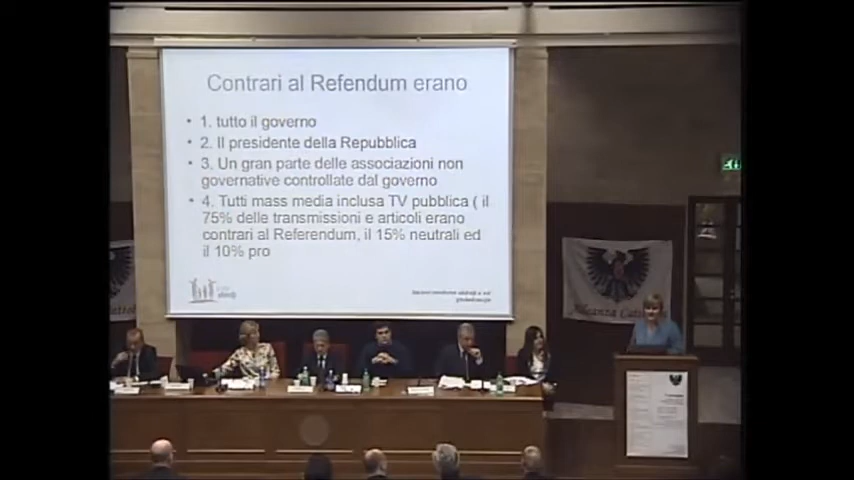 Contrari al Refendum erano
• 1. tutto il governo
• 2. Il presidente della Repubblica
• 3. Un gran parte delle associazioni non
governative controllate dal governo
• 4. Tutti mass media inclusa TV pubblica ( il
75% delle transmissioni e articoli erano
contrari al Referendum, il 15% neutrali ed
il 10% pro
Alleanza Cattol